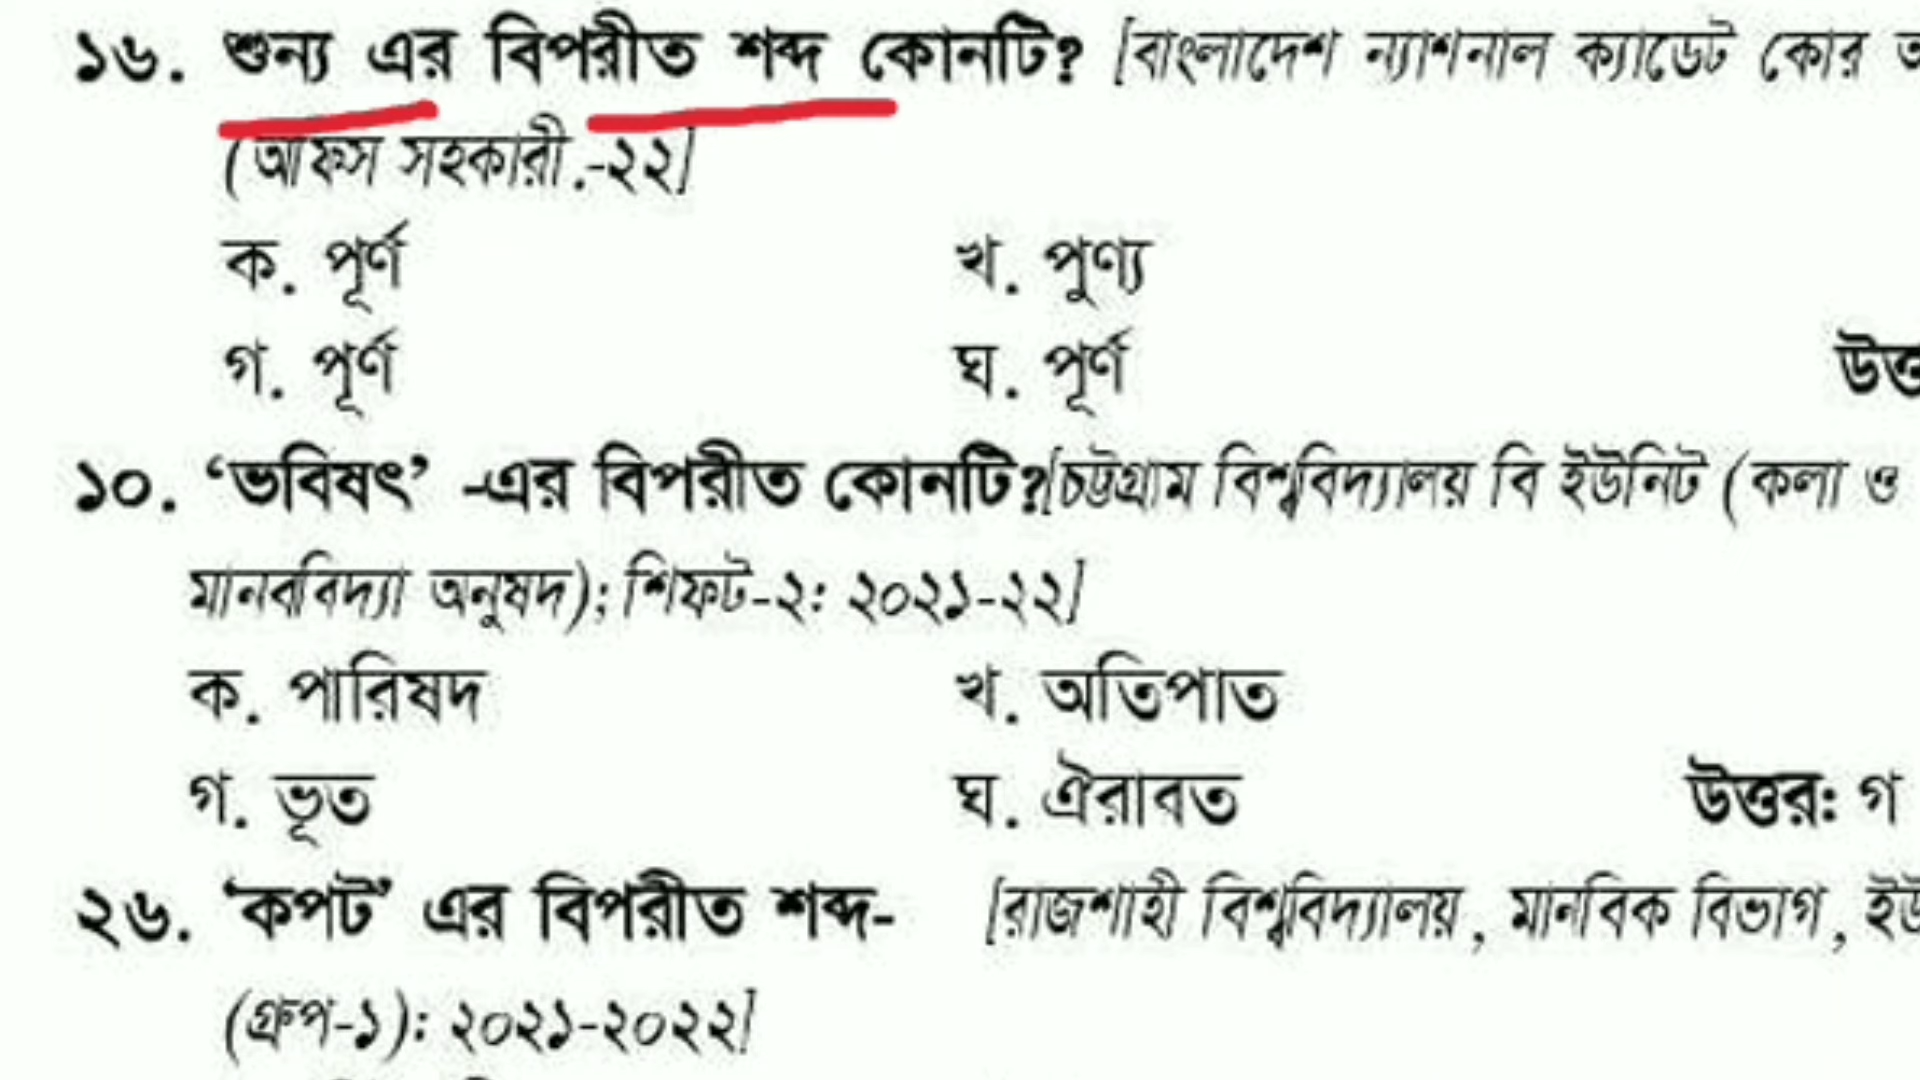 ১৬. শুন্য এর বিপরীত শব্দ কোনটি? [বাংলাদেশ ন্যাশনাল ক্যাডেট কোর
(অফিস সহকারী.-২২]
ক. পূর্ণ খ. পুণ্য
গ. পূর্ণ ঘ. পূর্ণ
১০. ‘ভবিষৎ’ -এর বিপরীত কোনটি?[চট্টগ্রাম বিশ্ববিদ্যালয় বি ইউনিট (কলা ও
মানববিদ্যা অনুষদ); শিফট-২: ২০২১-২২]
ক. পারিষদ খ. অতিপাত
গ. ভূত ঘ. ঐরাবত উত্তর: গ
২৬. ‘কপট’ এর বিপরীত শব্দ- [রাজশাহী বিশ্ববিদ্যালয়, মানবিক বিভাগ,
(গ্রুপ-১): ২০২১-২০২২]